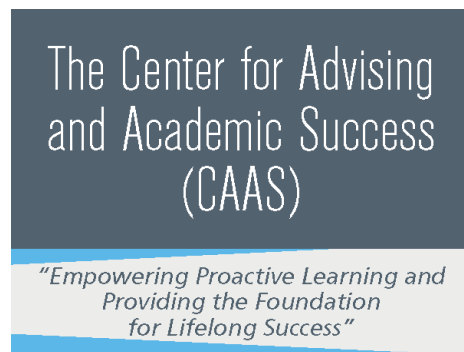 The Center for Advising
and Academic Success
(CAAS)
"Empowering Proactive Learning and
Providing the Foundation
for Lifelong Success"